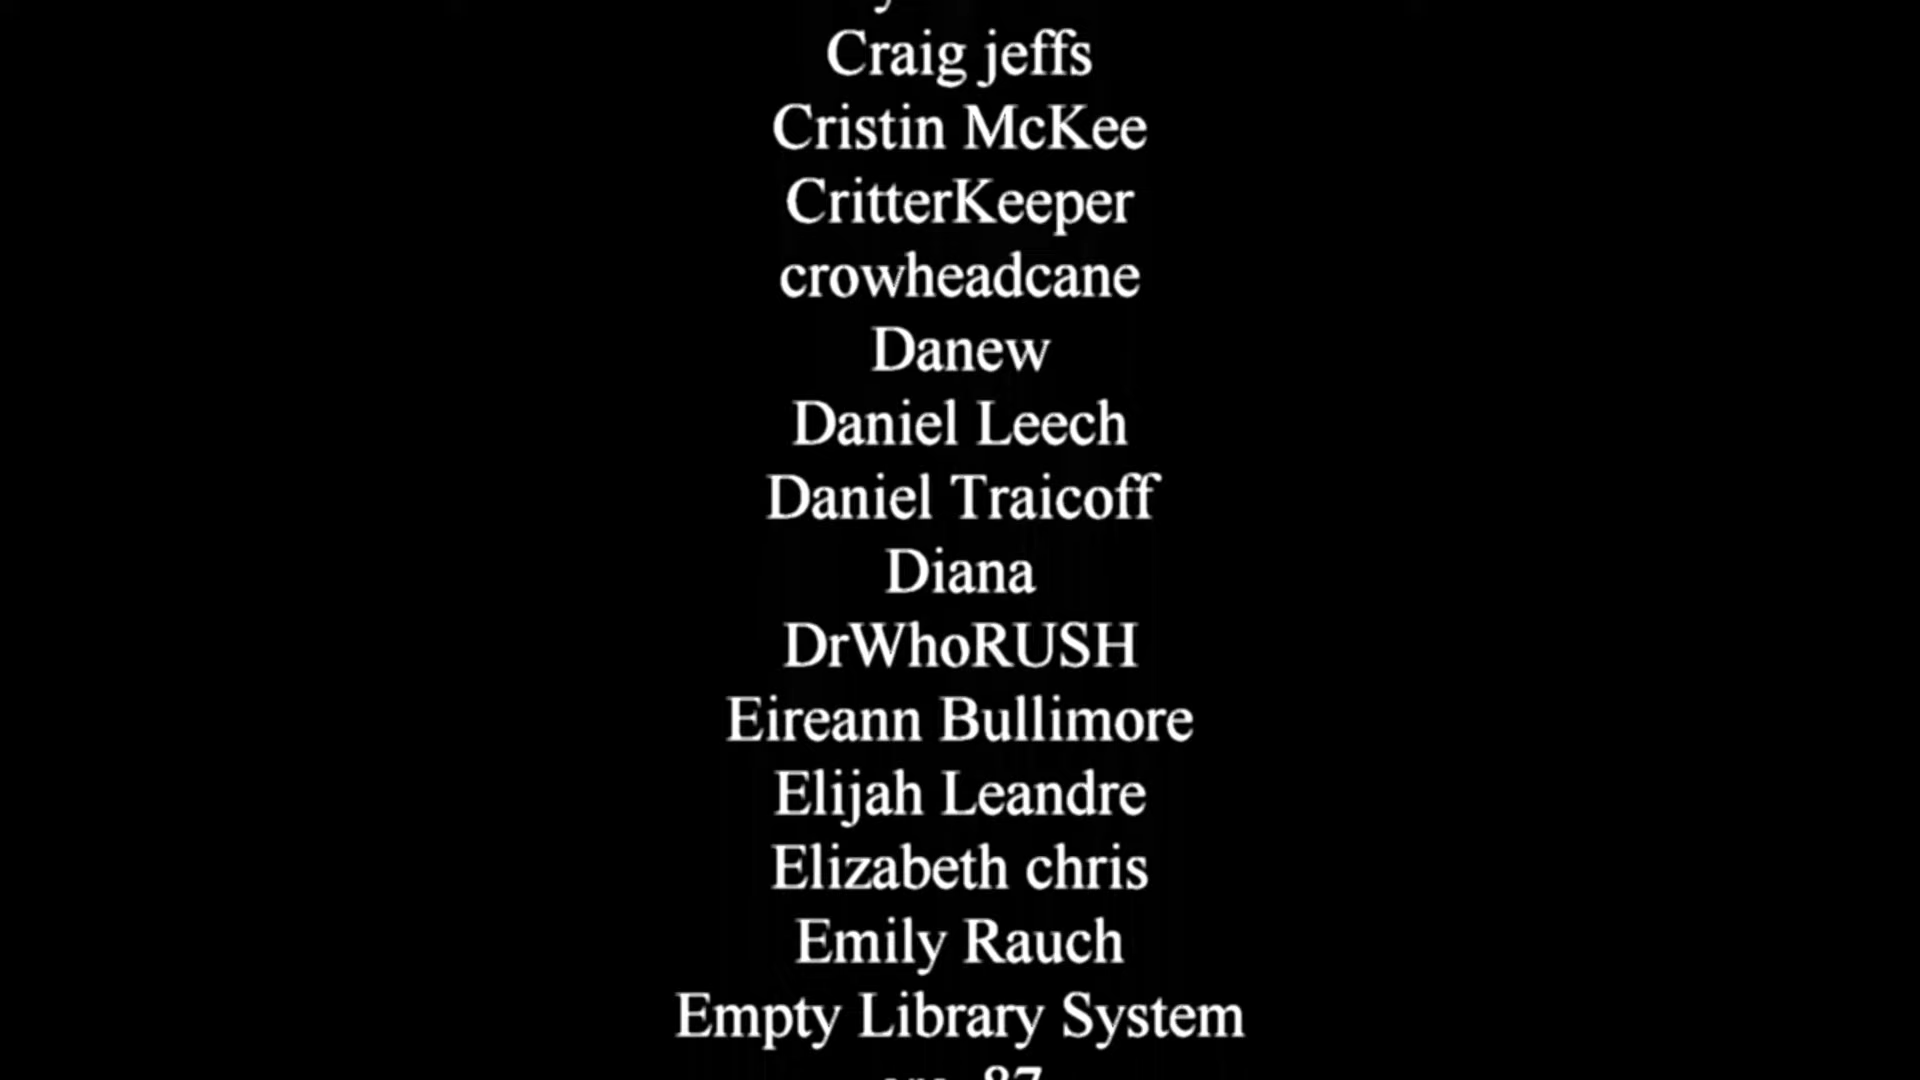 Craig jeffs
Cristin McKee
CritterKeeper
crowheadcane
Danew
Daniel Leech
Daniel Traicoff
Diana
DrWhoRUSH
Eireann Bullimore
Elijah Leandre
Elizabeth chris
Emily Rauch
Empty Library System